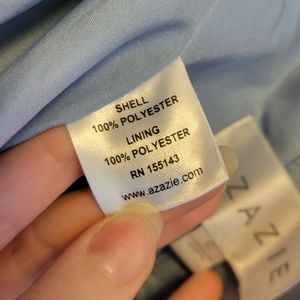 SHELL
100% POLYESTER
LINING
100% POLYESTER
RN 155143
www.azazie.com
AZAZIE